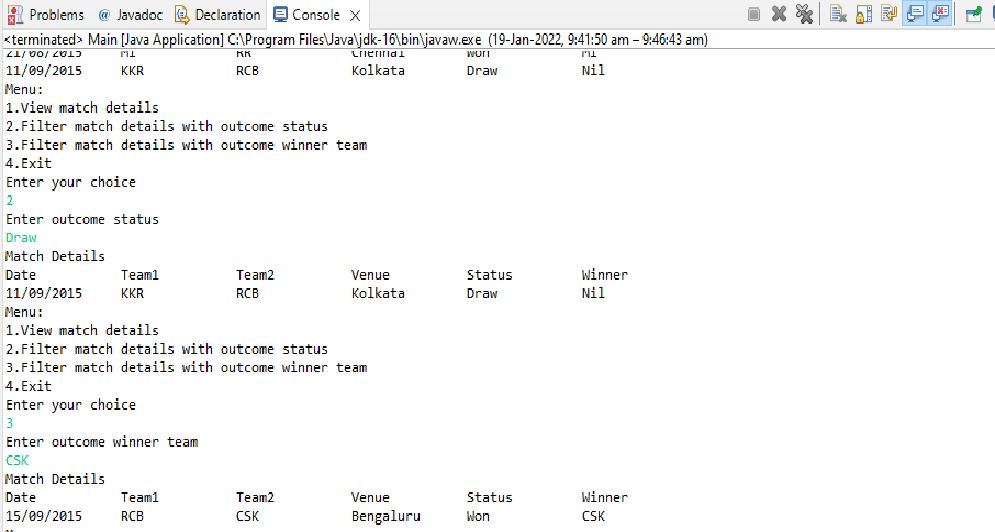 Problems @ Javadoc Declaration Console
<terminated> Main [Java Application] C:\Program Files\Java\jdk-16\bin\javaw.exe (19-Jan-2022, 9:41:50 am – 9:46:43 am)
21/08/2015 MI RR Chennai Won MI
11/09/2015 KKR RCB Kolkata Draw Nil
Menu:
1.View match details
2.Filter match details with outcome status
3.Filter match details with outcome winner team
4.Exit
Enter your choice
2
Enter outcome status
Draw
Match Details
Date Team1 Team2 Venue Status Winner
11/09/2015 KKR RCB Kolkata Draw Nil
Menu:
1.View match details
2.Filter match details with outcome status
3.Filter match details with outcome winner team
4.Exit
Enter your choice
3
Enter outcome winner team
CSK
Match Details
Date Team1 Team2 Venue Status Winner
15/09/2015 RCB CSK Bengaluru Won CSK